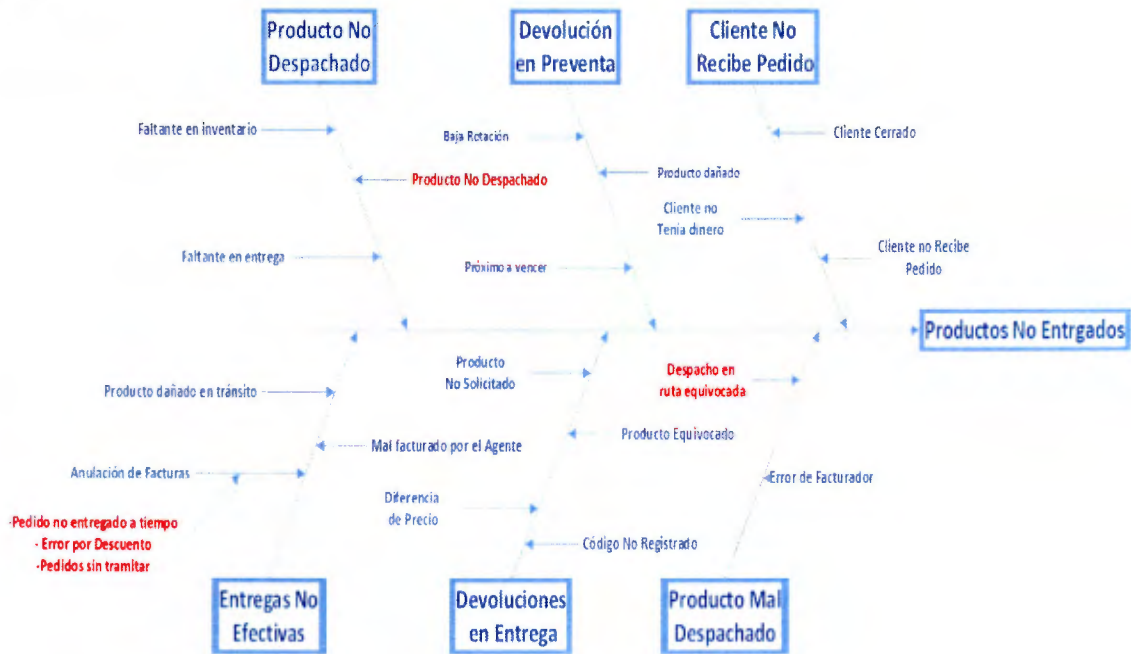 Producto No
Despachado
Devolución
en Preventa
Cliente No
Recibe Pedido
Faltante en inventario
Baja Rotación
Cliente Cerrado
Producto No Despachado
Producto dañado
Cliente no
Tenia dinero
Faltante en entrega
Próximo a vencer
Cliente no Recibe
Pedido
Productos No Entrgados
Producto
No Solicitado
Despacho en
ruta equivocada
Producto dañado en tránsito
Mal facturado por el Agente
Producto Equivocado
Anulación de Facturas
Error de Facturador
Diferencia
de Precio
-Pedido no entregado a tiempo
- Error por Descuento
-Pedidos sin tramitar
Código No Registrado
Entregas No
Efectivas
Devoluciones
en Entrega
Producto Mal
Despachado